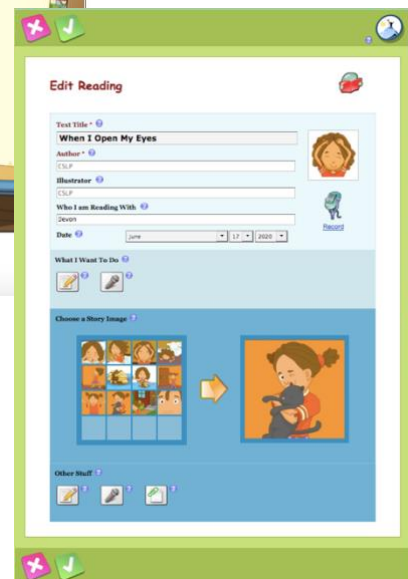 Edit Reading
Text Title *
When I Open My Eyes
Author *
CSLP
Illustrator
CSLP
Who I am Reading With
Devon
Record
Date June 17 2020
What I Want To Do
Choose a Story Image
Other Stuff